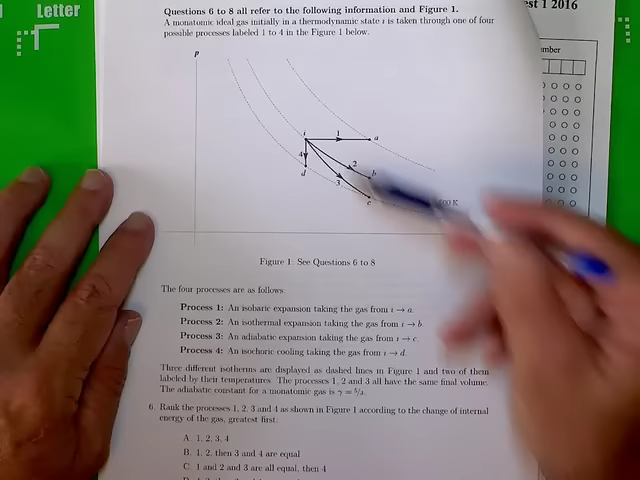 Letter
est 1 2016
mber
Questions 6 to 8 all refer to the following information and Figure 1.
A monatomic ideal gas initially in a thermodynamic state i is taken through one of four
possible processes labeled 1 to 4 in the Figure 1 below.
P
i 1 a
4 2 b
d 3
c
00 K
Figure 1: See Questions 6 to 8
The four processes are as follows:
Process 1: An isobaric expansion taking the gas from i → a.
Process 2: An isothermal expansion taking the gas from i → b.
Process 3: An adiabatic expansion taking the gas from i → c.
Process 4: An isochoric cooling taking the gas from i → d.
Three different isotherms are displayed as dashed lines in Figure 1 and two of them
labeled by their temperatures. The processes 1, 2 and 3 all have the same final volume.
The adiabatic constant for a monatomic gas is γ = 5/3.
6. Rank the processes 1, 2, 3 and 4 as shown in Figure 1 according to the change of internal
energy of the gas, greatest first.
A. 1, 2, 3, 4
B. 1, 2, then 3 and 4 are equal
C. 1 and 2 and 3 are all equal, then 4